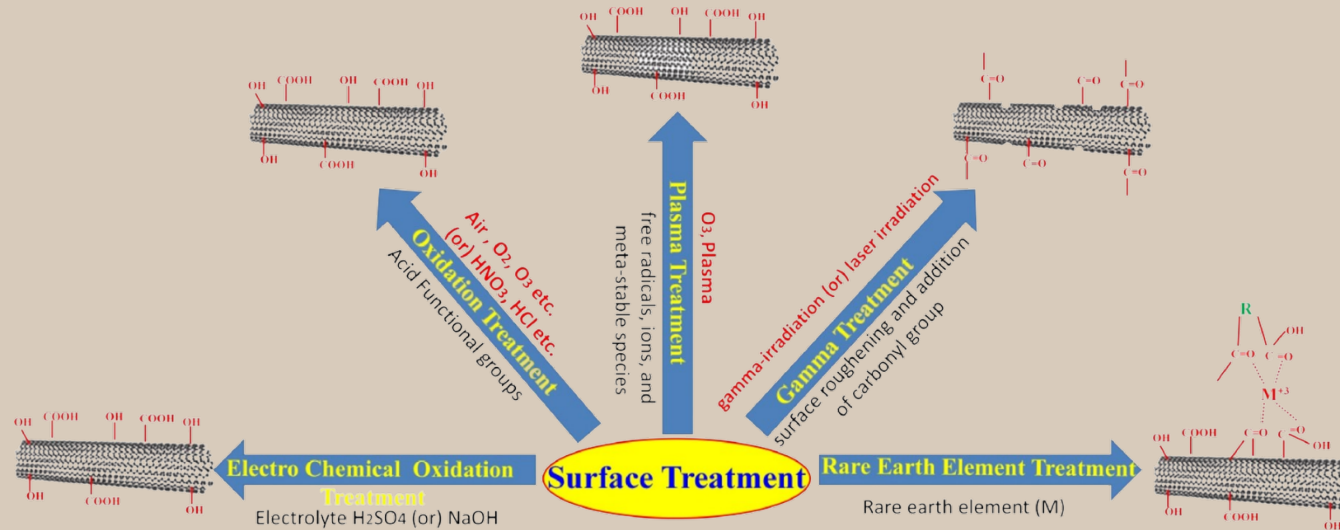 OH COOH OH COOH OH
OH COOH OH
OH COOH OH COOH OH
OH COOH OH
C=O C=O C=O C=O
C=O C=O C=O
Air , O2, O3 etc.
(or) HNO3, HCl etc.
Oxidation Treatment
Acid Functional groups
O3, Plasma
Plasma Treatment
free radicals, ions, and
meta-stable species
gamma-irradiation (or) laser irradiation
Gamma Treatment
surface roughening and addition
of carbonyl group
R
OH
C=O C=O
M+3
C=O C=O
OH COOH OH
OH COOH OH
OH COOH OH COOH OH
OH COOH OH
Electro Chemical Oxidation
Treatment
Electrolyte H2SO4 (or) NaOH
Surface Treatment
Rare Earth Element Treatment
Rare earth element (M)